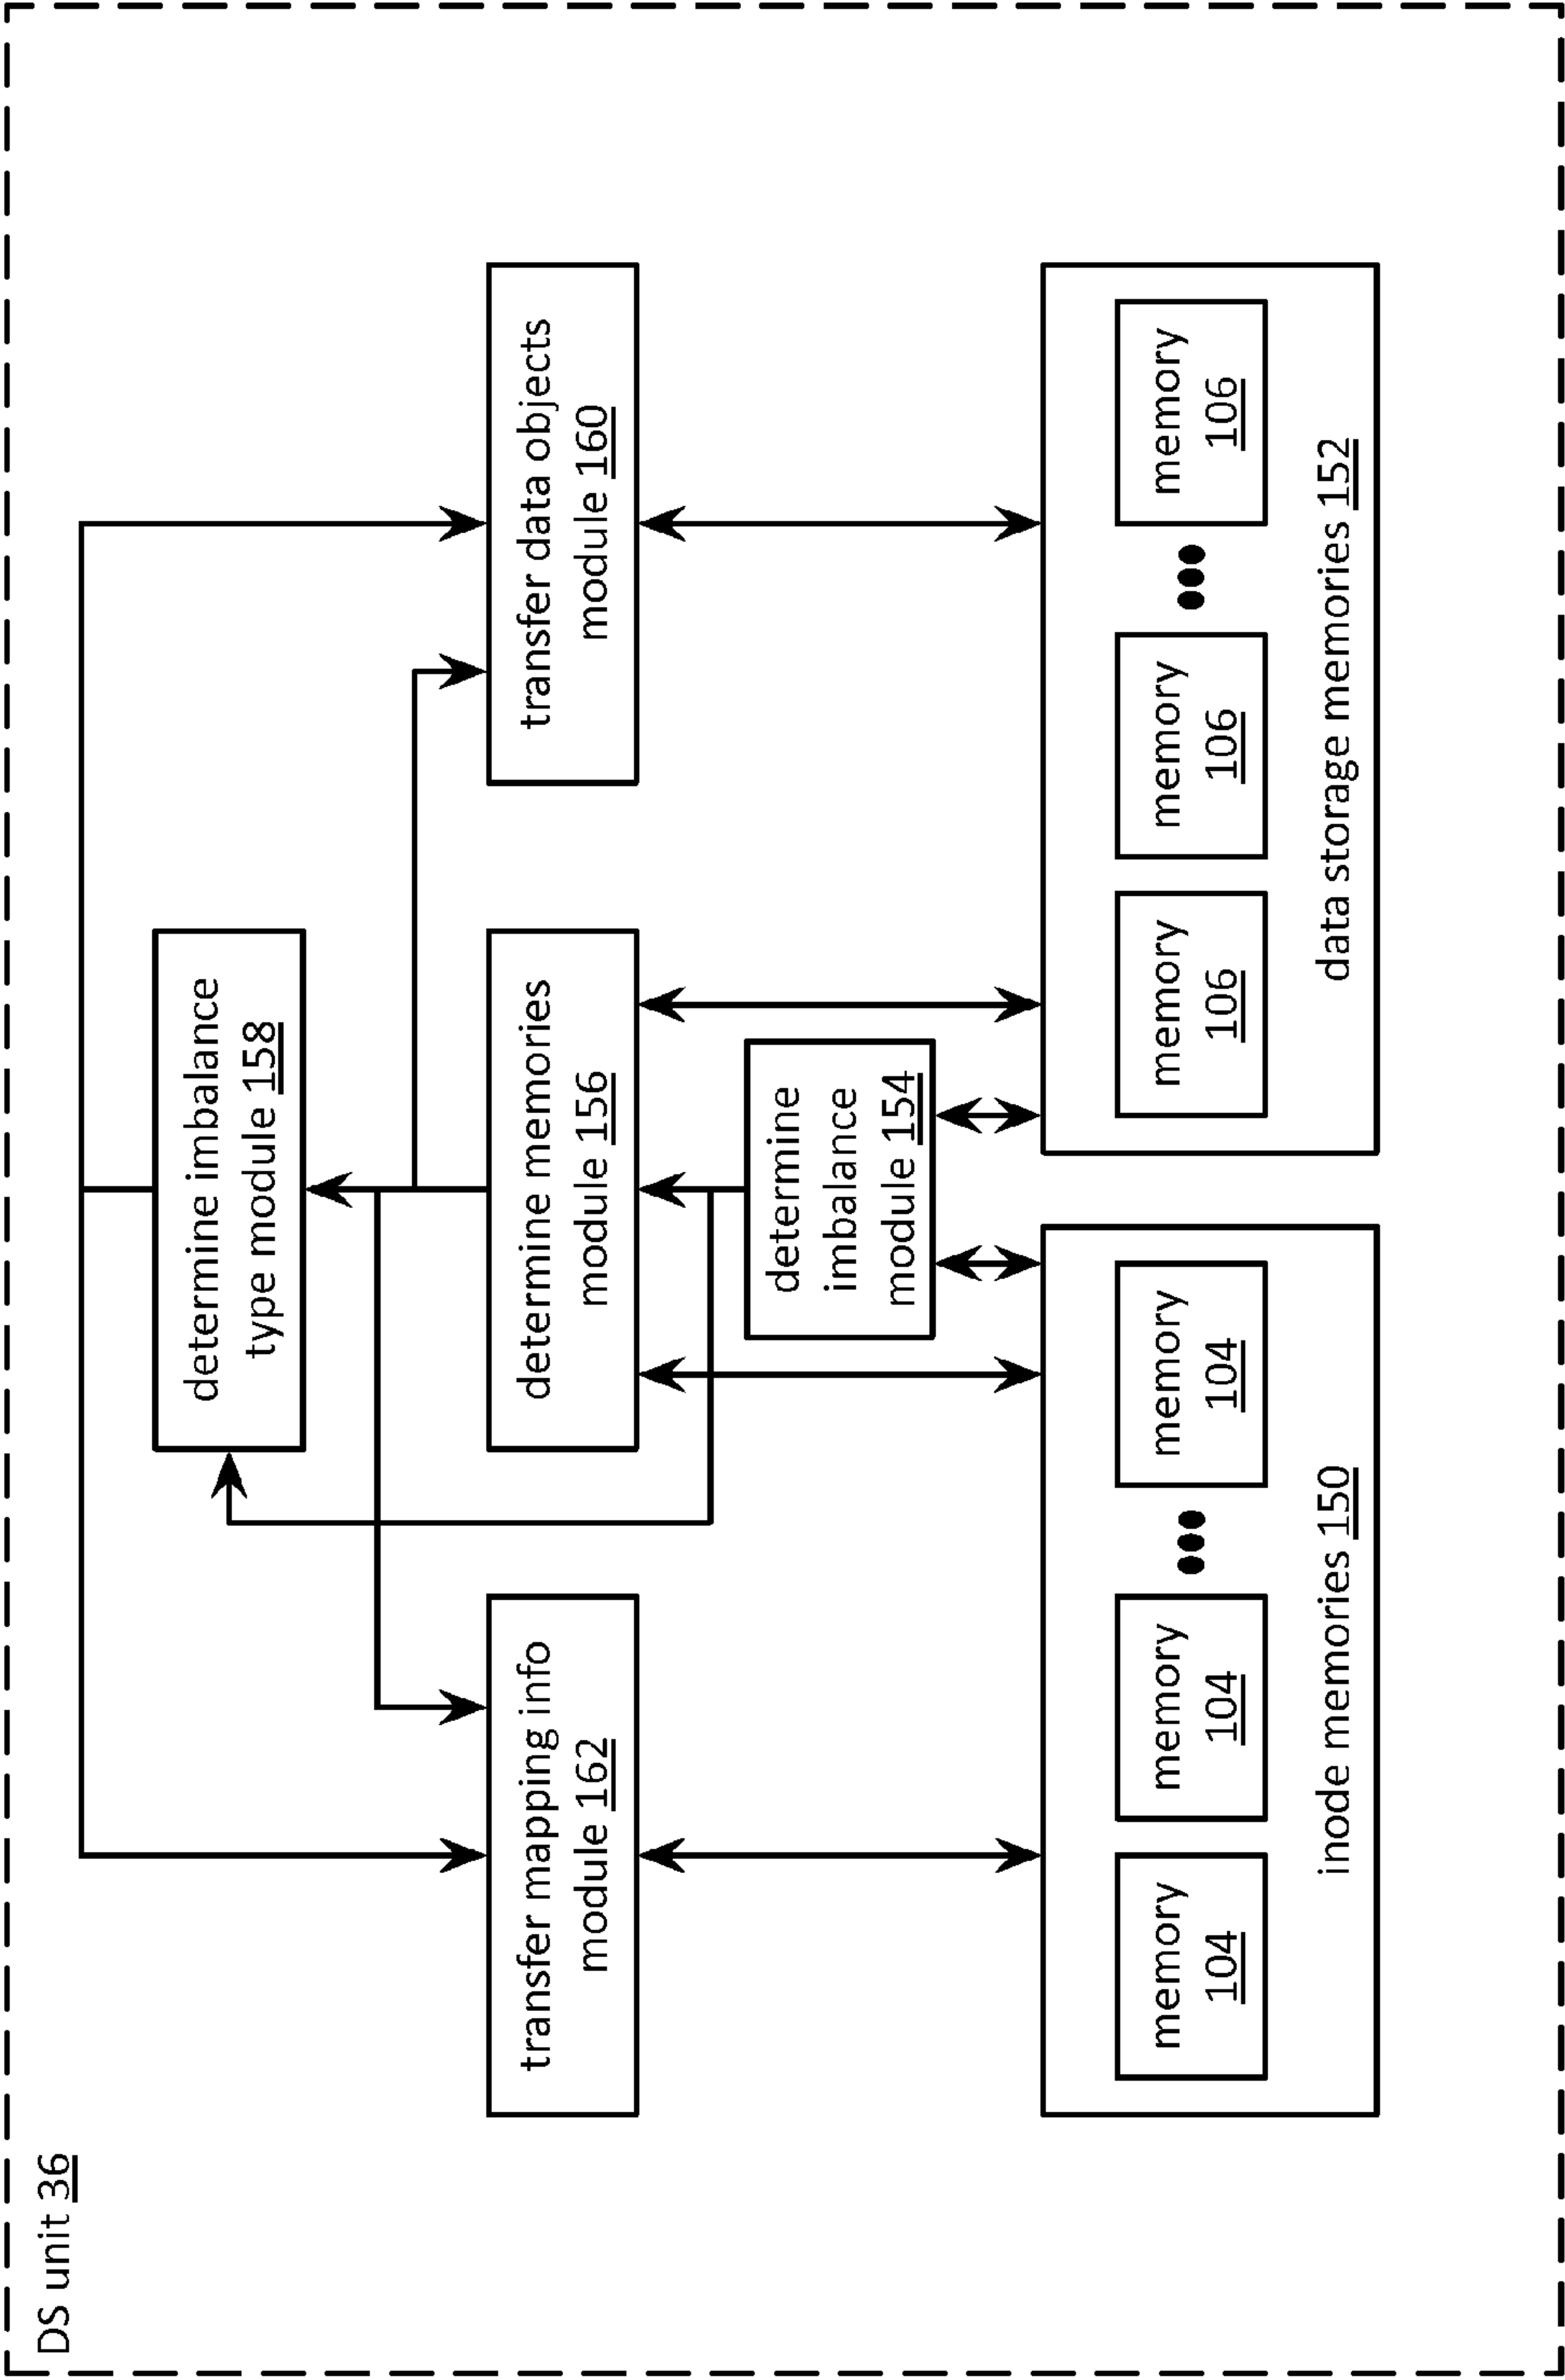 DS unit 36
determine imbalance
type module 158
transfer mapping info
module 162
determine memories
module 156
transfer data objects
module 160
determine
imbalance
module 154
memory
104
memory
104
memory
104
inode memories 150
memory
106
memory
106
memory
106
data storage memories 152